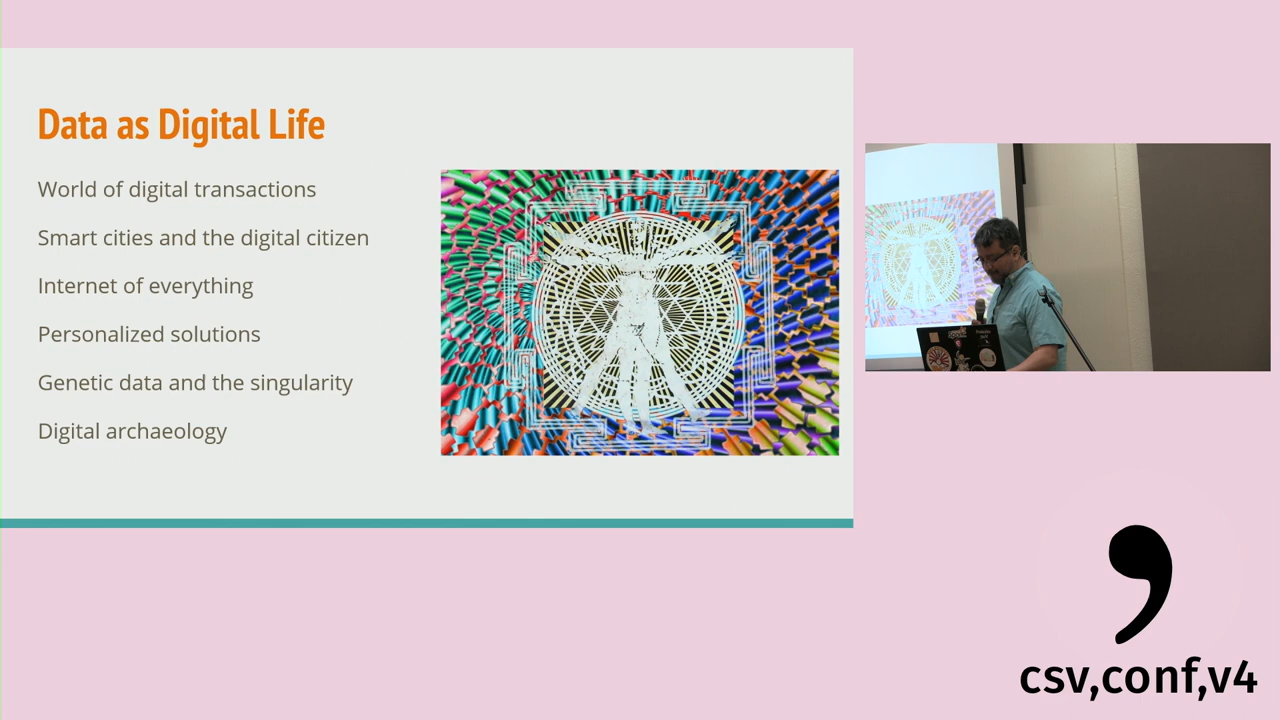 Data as Digital Life
World of digital transactions
Smart cities and the digital citizen
Internet of everything
Personalized solutions
Genetic data and the singularity
Digital archaeology
csv,conf,v4